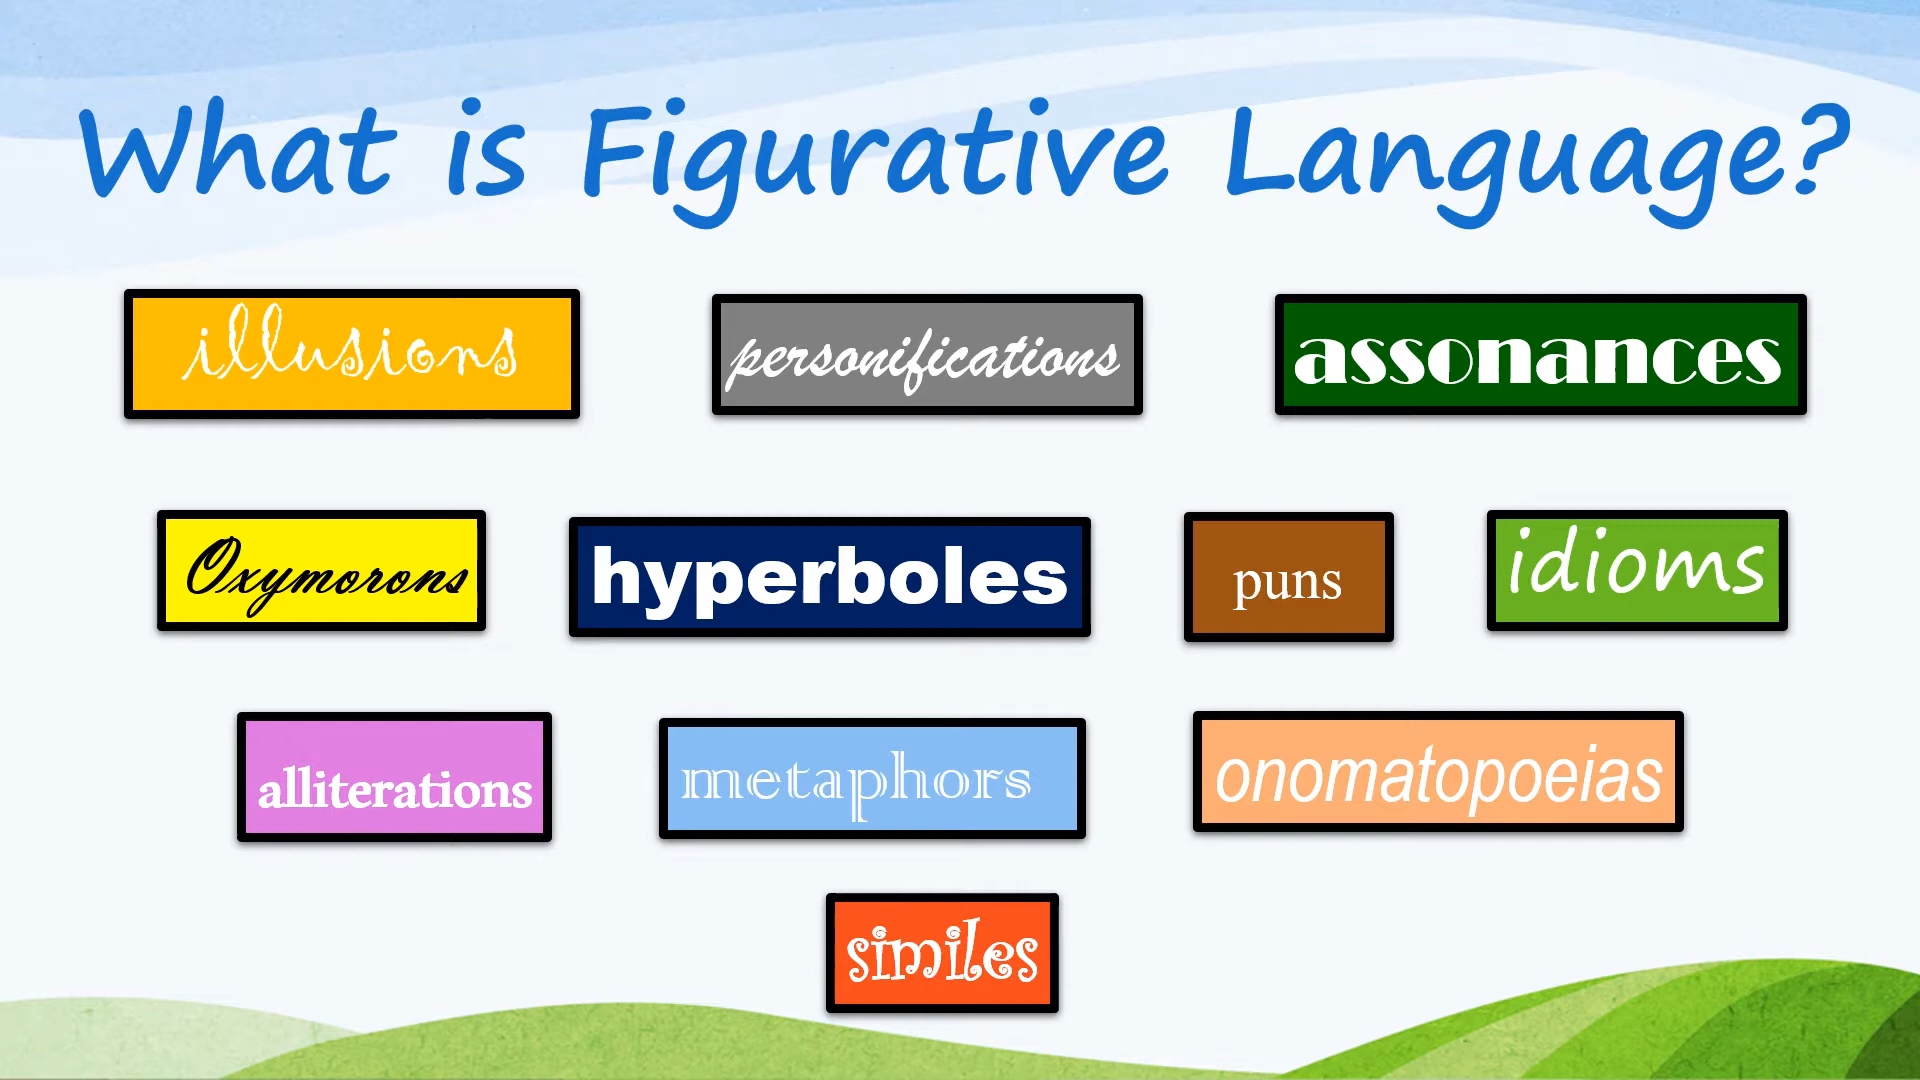 What is Figurative Language?
illusions
personifications
assonances
Oxymorons
hyperboles
puns
idioms
alliterations
metaphors
onomatopoeias
similes